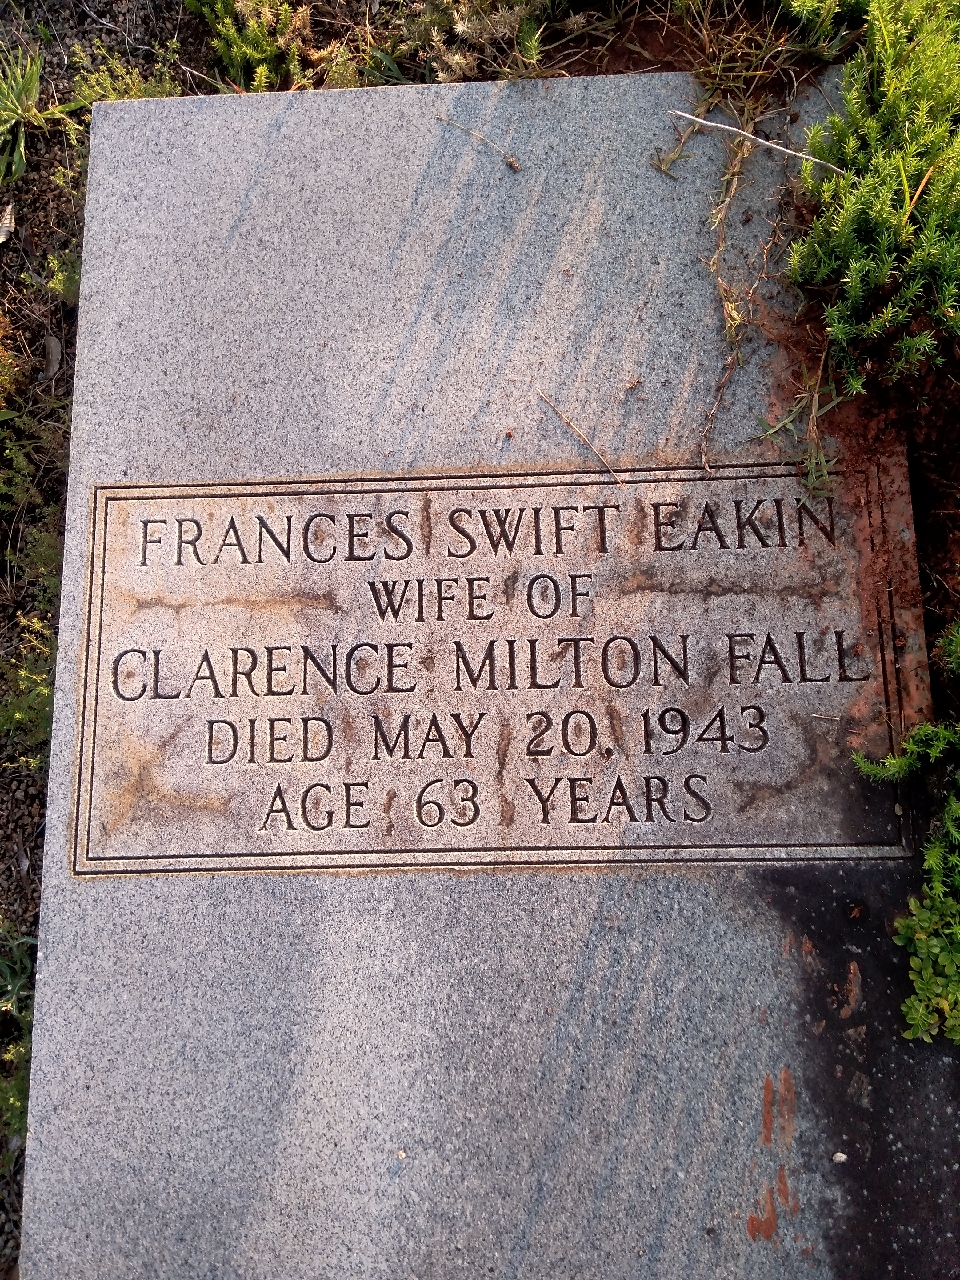 FRANCES SWIFT EAKIN
WIFE OF
CLARENCE MILTON FALL
DIED MAY 20, 1943
AGE 63 YEARS